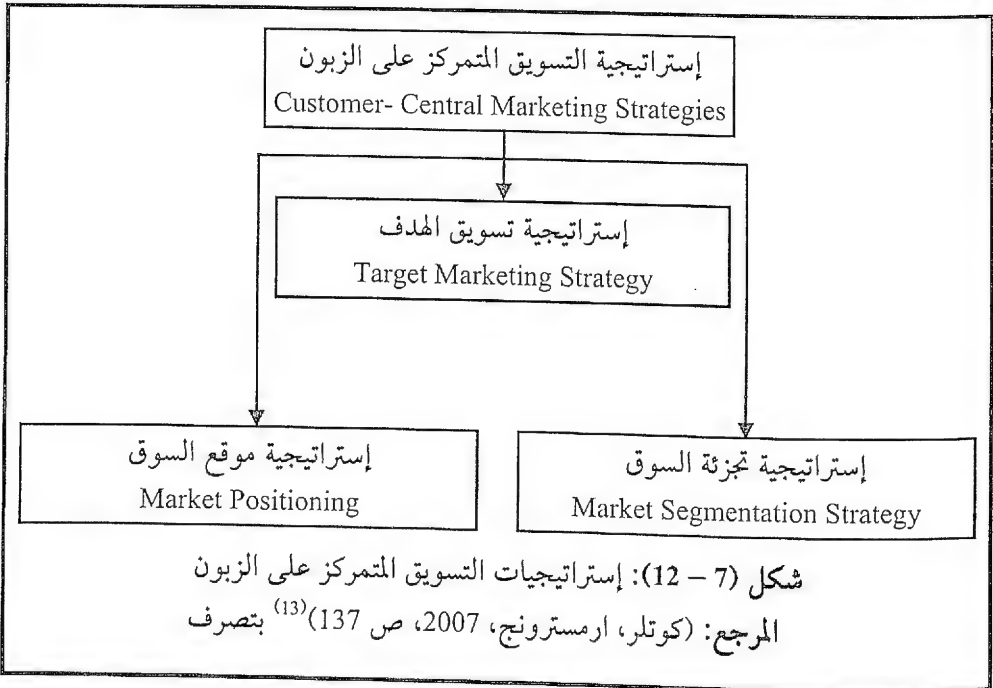 إستراتيجية التسويق المتمركز على الزبون
Customer- Central Marketing Strategies
إستراتيجية تسويق الهدف
Target Marketing Strategy
إستراتيجية تجزئة السوق
Market Segmentation Strategy
إستراتيجية موقع السوق
Market Positioning
شكل (7 – 12): إستراتيجيات التسويق المتمركز على الزبون
المرجع: (كوتلر، ارمسترونج، 2007، ص 137)(13) بتصرف